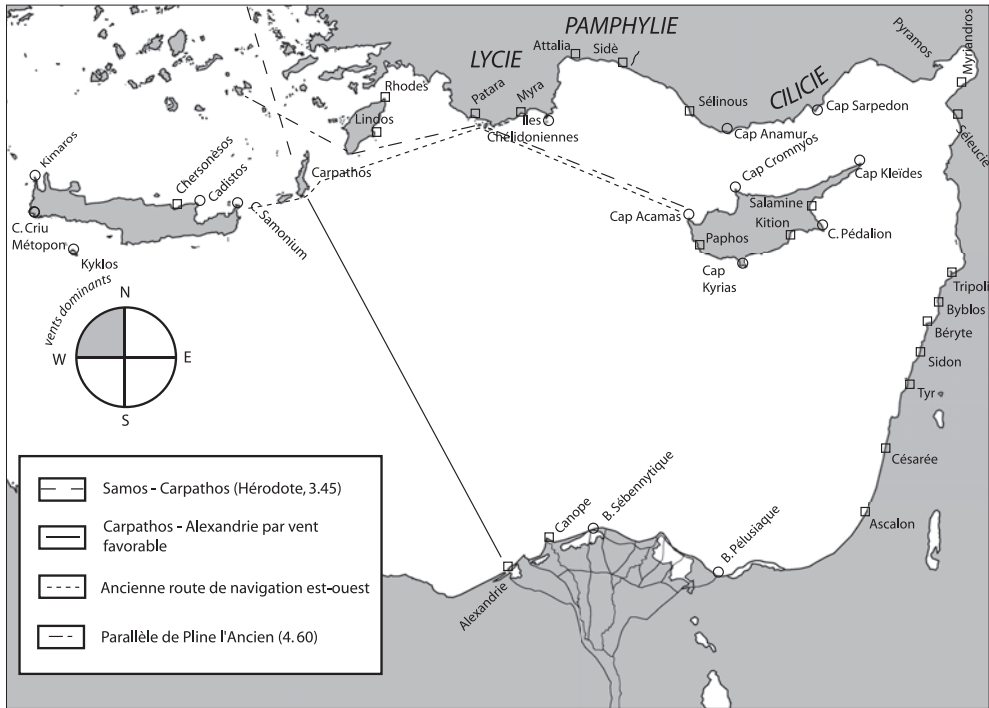 PAMPHYLIE
Pyramos
Myriandros
Attalia
Sidè
LYCIE
CILICIE
Rhodes
Patara
Myra
Sélinous
Cap Sarpedon
Lindos
Îles
Chélidoniennes
Cap Anamur
Séleucie
Kimaros
Chersonèsos
Cadistos
Carpathos
Cap Cromnyos
Cap Kleïdes
C. Samonium
Cap Acamas
Salamine
Kition
C. Criu
Métopon
Paphos
C. Pédalion
Kyklos
Cap
Kyrias
Tripoli
Byblos
Béryte
Sidon
Tyr
vents dominants
N
W
E
S
Césarée
Ascalon
Canope
B. Sébennytique
B. Pélusiaque
Alexandrie
Samos - Carpathos (Hérodote, 3.45)
Carpathos - Alexandrie par vent
favorable
Ancienne route de navigation est-ouest
Parallèle de Pline l'Ancien (4. 60)